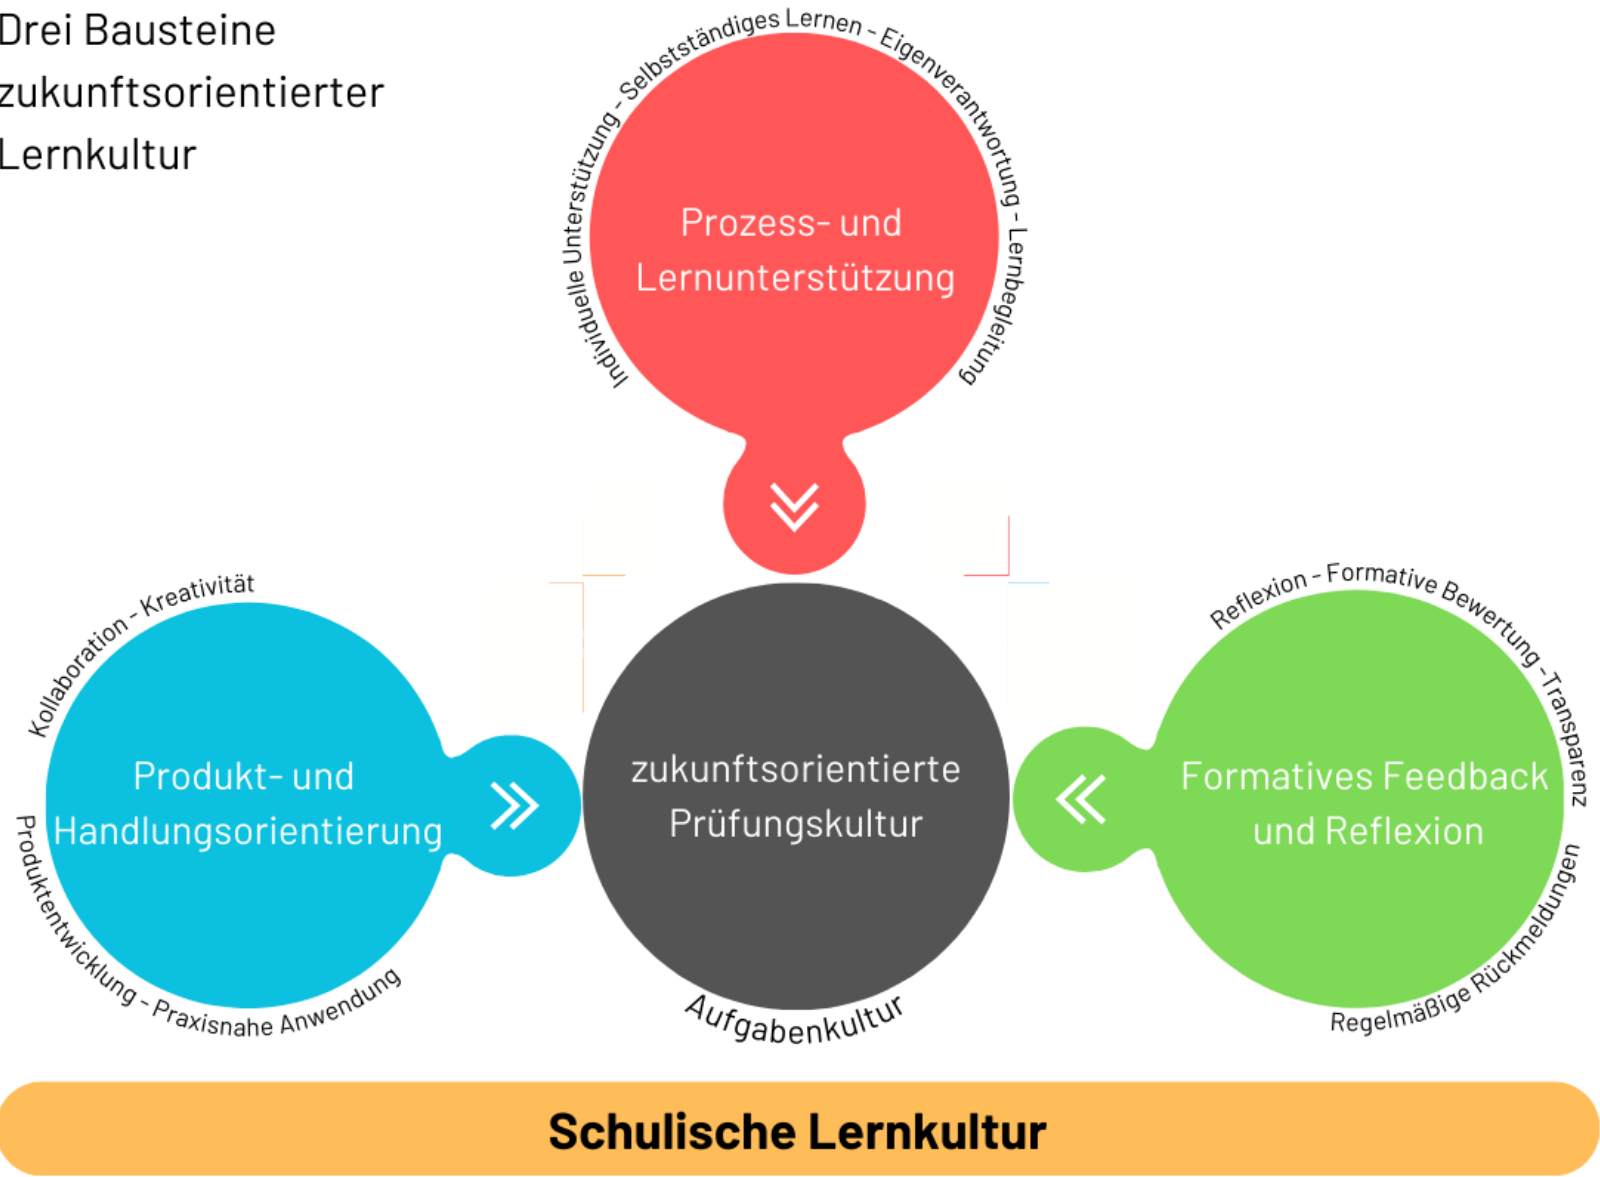 Drei Bausteine
zukunftsorientierter
Lernkultur
Individuelle Unterstützung - Selbstständiges Lernen - Eigenverantwortung - Lernbegleitung
Prozess- und
Lernunterstützung
Kollaboration - Kreativität
Produkt- und
Handlungsorientierung
Produktentwicklung - Praxisnahe Anwendung
zukunftsorientierte
Prüfungskultur
Aufgabenkultur
Reflexion - Formative Bewertung -Transparenz
Formatives Feedback
und Reflexion
Regelmäßige Rückmeldungen
Schulische Lernkultur